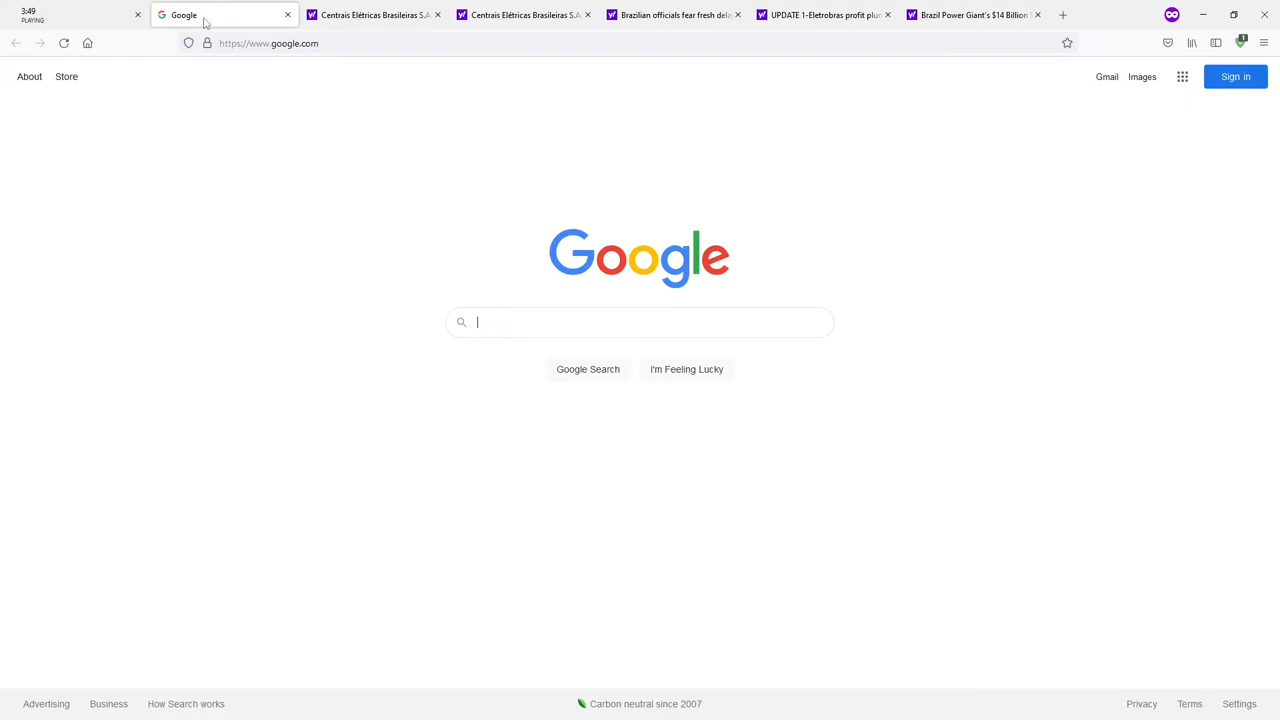 3:49
PLAYING
Google
Centrais Elétricas Brasileiras S.A
Centrais Elétricas Brasileiras S.A.
Brazilian officials fear fresh dela
UPDATE 1-Eletrobras profit plum
Brazil Power Giant's $14 Billion S
https://www.google.com
1
About Store
Gmail Images
Sign in
Google
Google Search
I'm Feeling Lucky
Advertising Business How Search works
Carbon neutral since 2007
Privacy Terms Settings